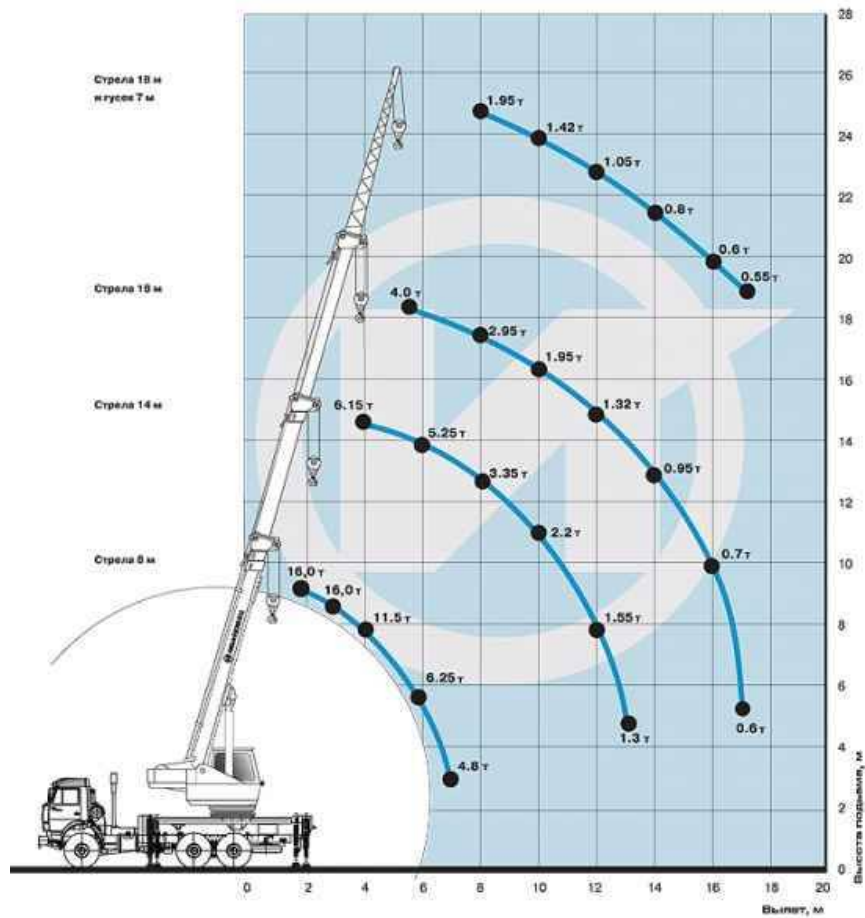 28
Стрела 18 м
и гусек 7 м
26
1.95 т
1.42 т
24
1.05 т
22
0.8 т
0.6 т
20
0.55 т
Стрела 18 м
4.0 т
18
2.95 т
1.95 т
16
Стрела 14 м
6.15 т
1.32 т
5.25 т
14
3.35 т
0.95 т
12
2.2 т
0.7 т
10
Стрела 8 м
16,0 т
16,0 т
11.5 т
1.55 т
8
6.25 т
6
4.8 т
1.3 т
0.6 т
4
2
0
Высота подъема, м
0 2 4 6 8 10 12 14 16 18 20
Вылет, м